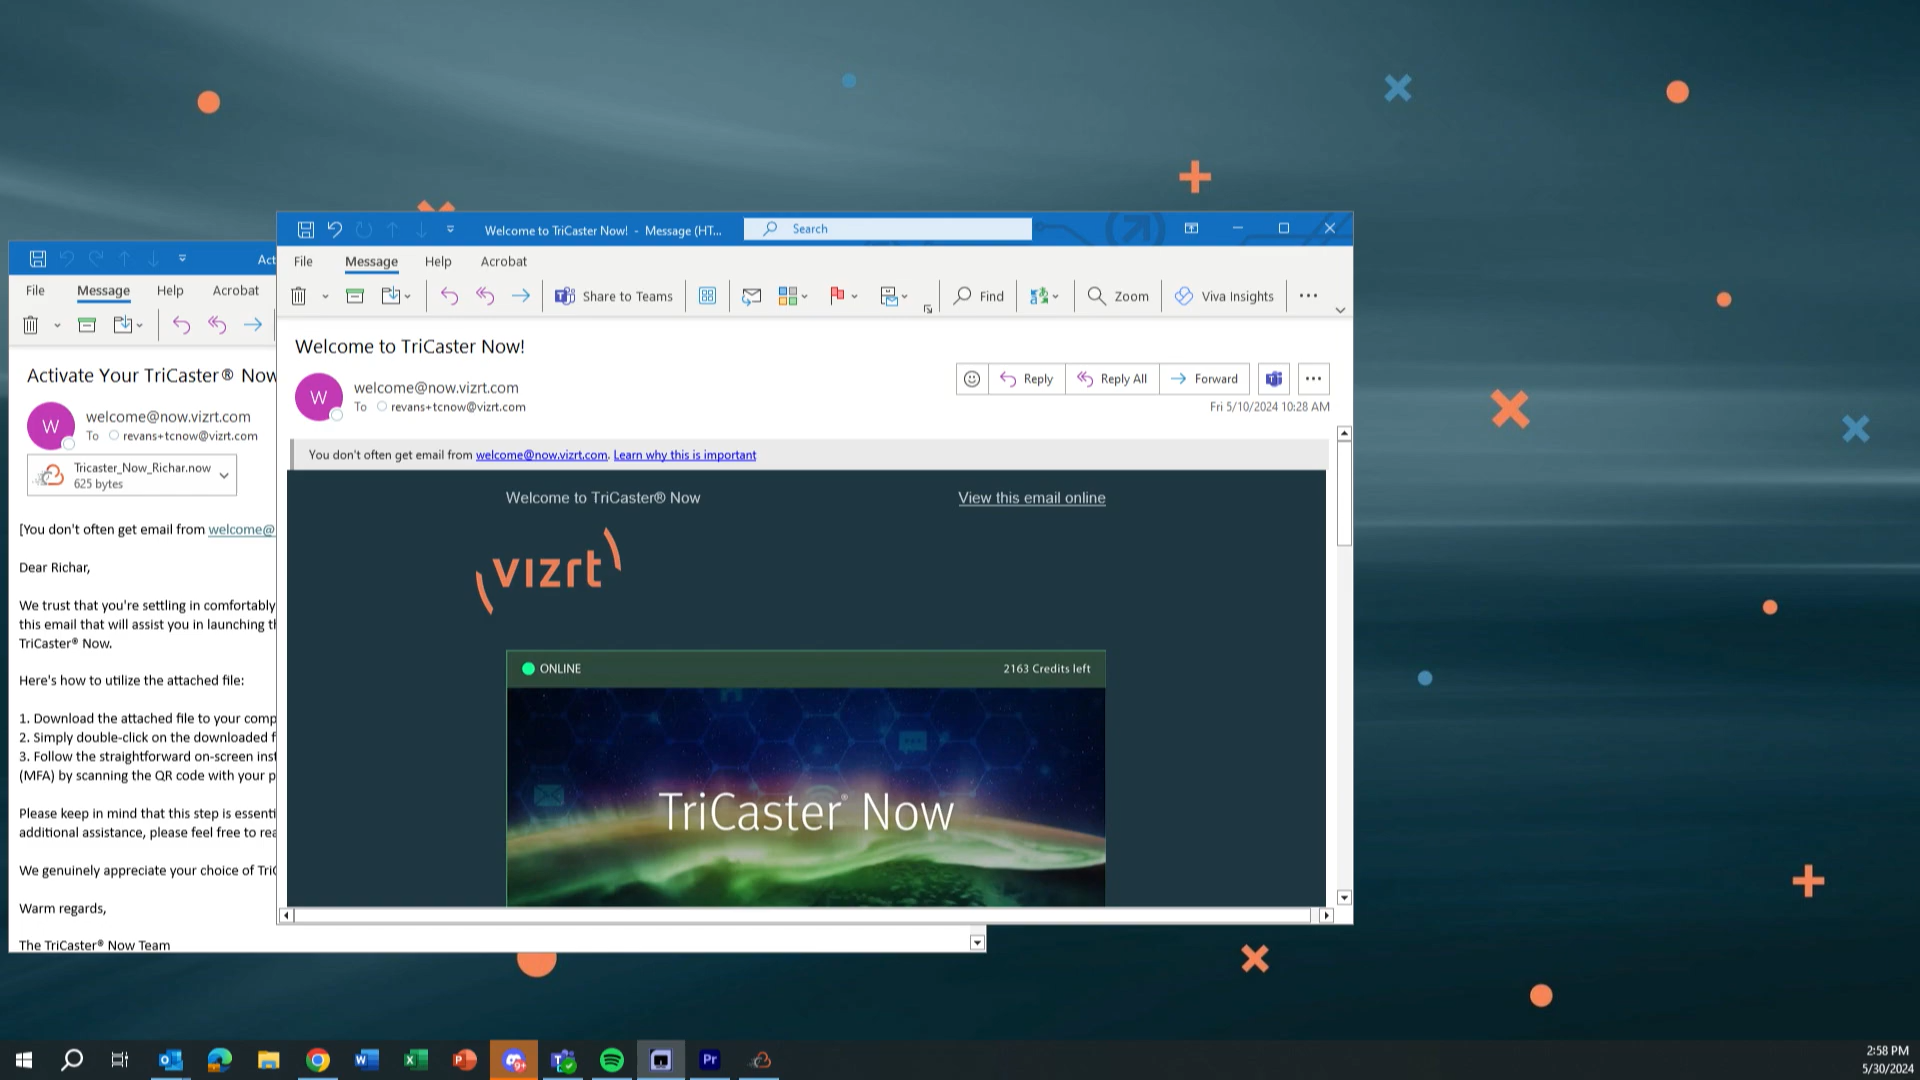 Welcome to TriCaster Now! - Message (HT...
Search
File
Message
Help
Acrobat
Share to Teams
Find
Zoom
Viva Insights
Welcome to TriCaster Now!
W
welcome@now.vizrt.com
To revans+tcnow@vizrt.com
Reply
Reply All
Forward
Fri 5/10/2024 10:28 AM
You don't often get email from welcome@now.vizrt.com. Learn why this is important
Welcome to TriCaster® Now
View this email online
vizrt
ONLINE
2163 Credits left
TriCaster® Now
Act
File
Message
Help
Acrobat
Activate Your TriCaster® Now
W
welcome@now.vizrt.com
To revans+tcnow@vizrt.com
Tricaster_Now_Richar.now
625 bytes
[You don't often get email from welcome@
Dear Richar,
We trust that you're settling in comfortably
this email that will assist you in launching th
TriCaster® Now.
Here's how to utilize the attached file:
1. Download the attached file to your comp
2. Simply double-click on the downloaded f
3. Follow the straightforward on-screen inst
(MFA) by scanning the QR code with your p
Please keep in mind that this step is essenti
additional assistance, please feel free to rea
We genuinely appreciate your choice of TriC
Warm regards,
The TriCaster® Now Team
9+
Pr
2:58 PM
5/30/2024